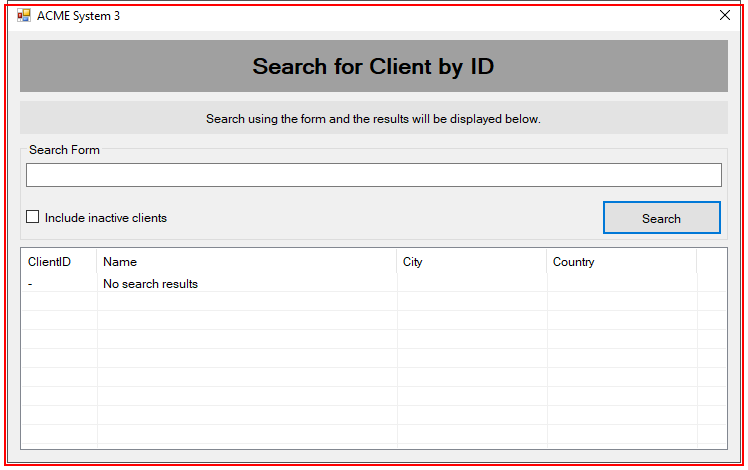 ACME System 3
Search for Client by ID
Search using the form and the results will be displayed below.
Search Form
Include inactive clients
Search
ClientID Name City Country
- No search results